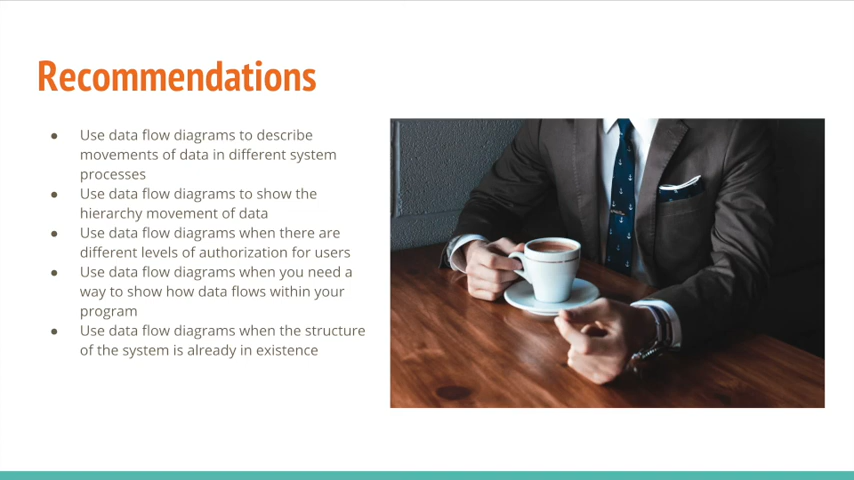 Recommendations
● Use data flow diagrams to describe
movements of data in different system
processes
● Use data flow diagrams to show the
hierarchy movement of data
● Use data flow diagrams when there are
different levels of authorization for users
● Use data flow diagrams when you need a
way to show how data flows within your
program
● Use data flow diagrams when the structure
of the system is already in existence